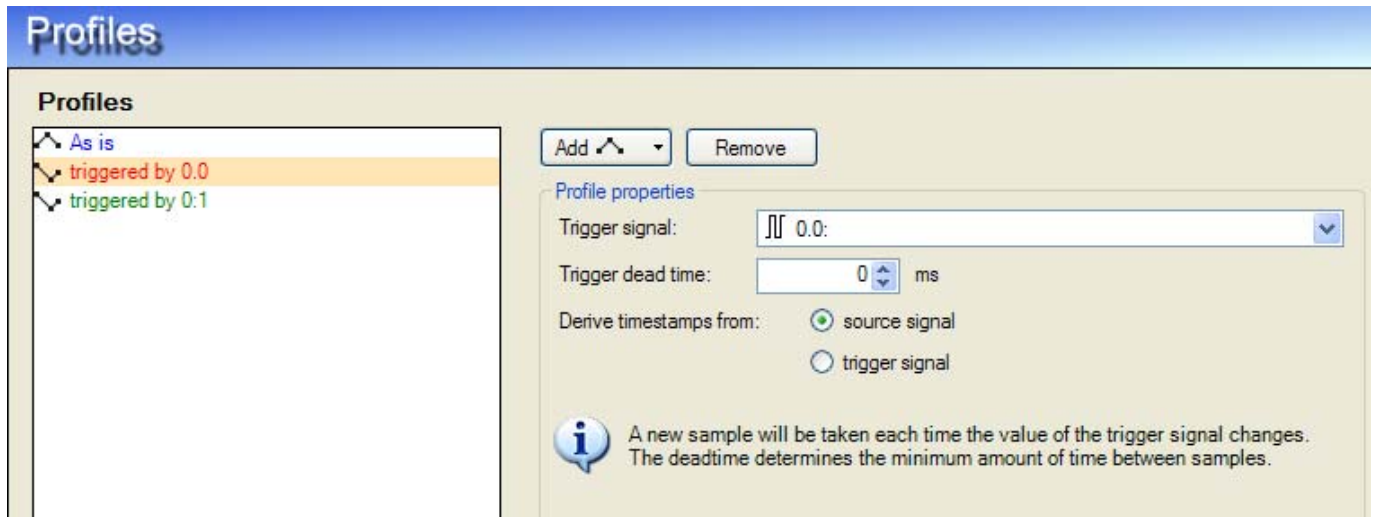 Profiles
Profiles
As is
triggered by 0.0
triggered by 0:1
Add
Remove
Profile properties
Trigger signal:
0.0:
Trigger dead time:
0
ms
Derive timestamps from:
source signal
trigger signal
A new sample will be taken each time the value of the trigger signal changes.
The deadtime determines the minimum amount of time between samples.